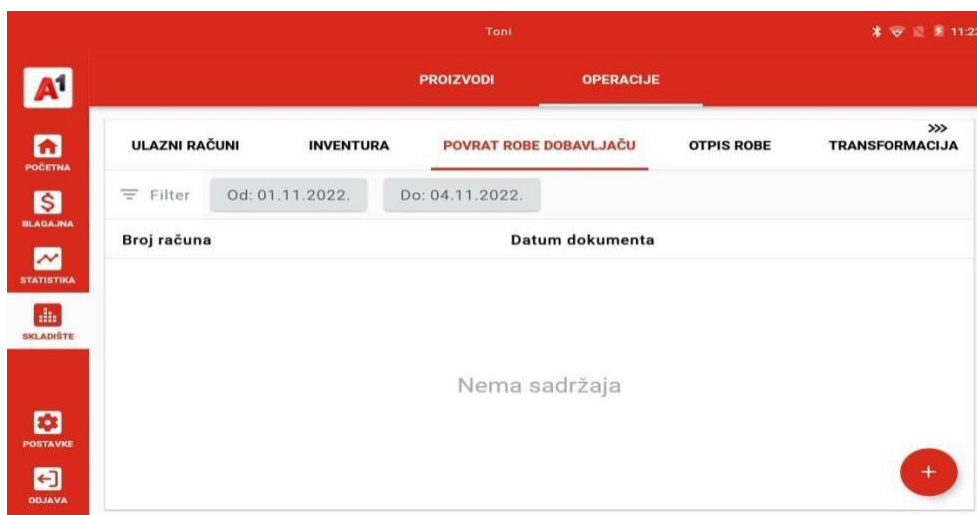 Toni
11:22
A1
PROIZVODI OPERACIJE
>>>
ULAZNI RAČUNI INVENTURA POVRAT ROBE DOBAVLJAČU OTPIS ROBE TRANSFORMACIJA
Filter Od: 01.11.2022. Do: 04.11.2022.
Broj računa Datum dokumenta
Nema sadržaja
+
POČETNA
BLAGAJNA
STATISTIKA
SKLADIŠTE
POSTAVKE
ODJAVA